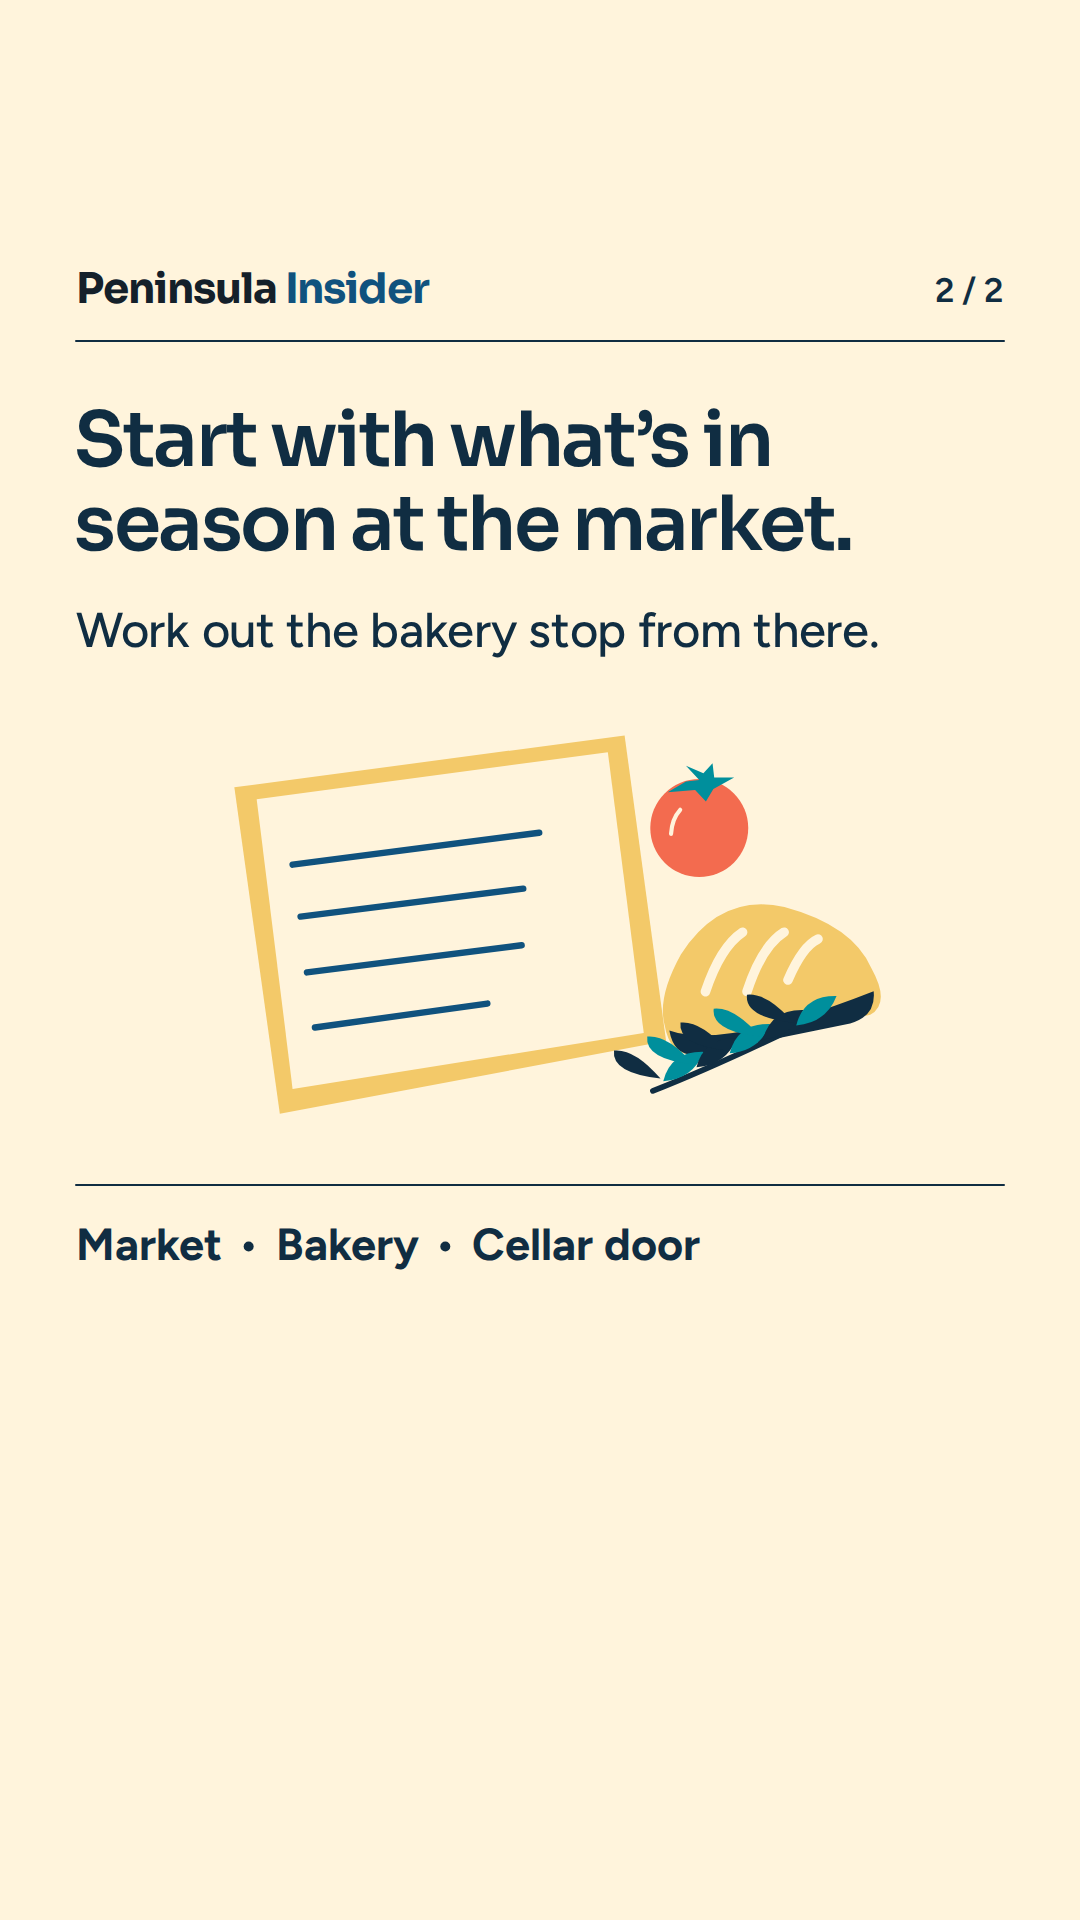 Peninsula Insider
2 / 2
Start with what’s in
season at the market.
Work out the bakery stop from there.
Market • Bakery • Cellar door